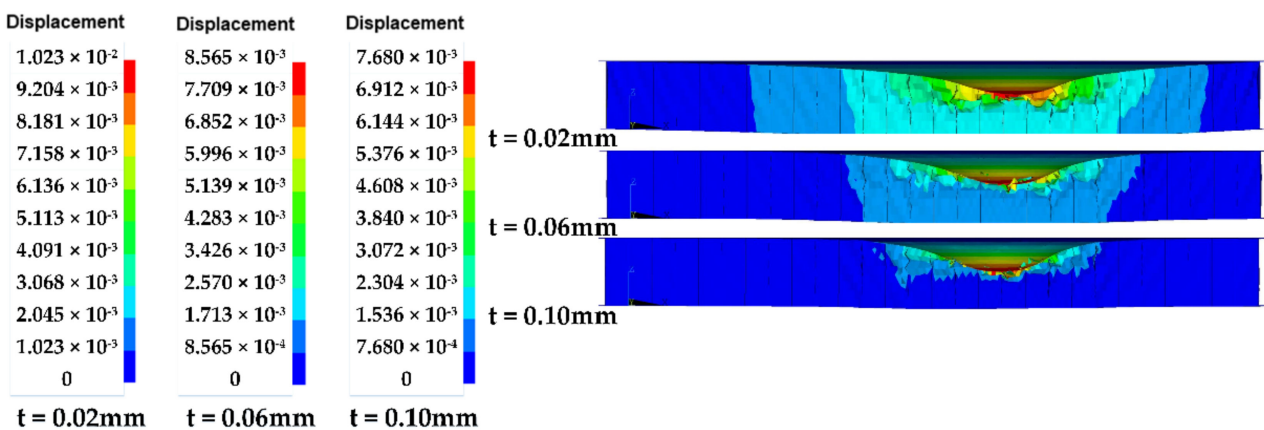 Displacement
1.023 × 10⁻²
9.204 × 10⁻³
8.181 × 10⁻³
7.158 × 10⁻³
6.136 × 10⁻³
5.113 × 10⁻³
4.091 × 10⁻³
3.068 × 10⁻³
2.045 × 10⁻³
1.023 × 10⁻³
0
t = 0.02mm
Displacement
8.565 × 10⁻³
7.709 × 10⁻³
6.852 × 10⁻³
5.996 × 10⁻³
5.139 × 10⁻³
4.283 × 10⁻³
3.426 × 10⁻³
2.570 × 10⁻³
1.713 × 10⁻³
8.565 × 10⁻⁴
0
t = 0.06mm
Displacement
7.680 × 10⁻³
6.912 × 10⁻³
6.144 × 10⁻³
5.376 × 10⁻³
4.608 × 10⁻³
3.840 × 10⁻³
3.072 × 10⁻³
2.304 × 10⁻³
1.536 × 10⁻³
7.680 × 10⁻⁴
0
t = 0.10mm
t = 0.02mm
t = 0.06mm
t = 0.10mm